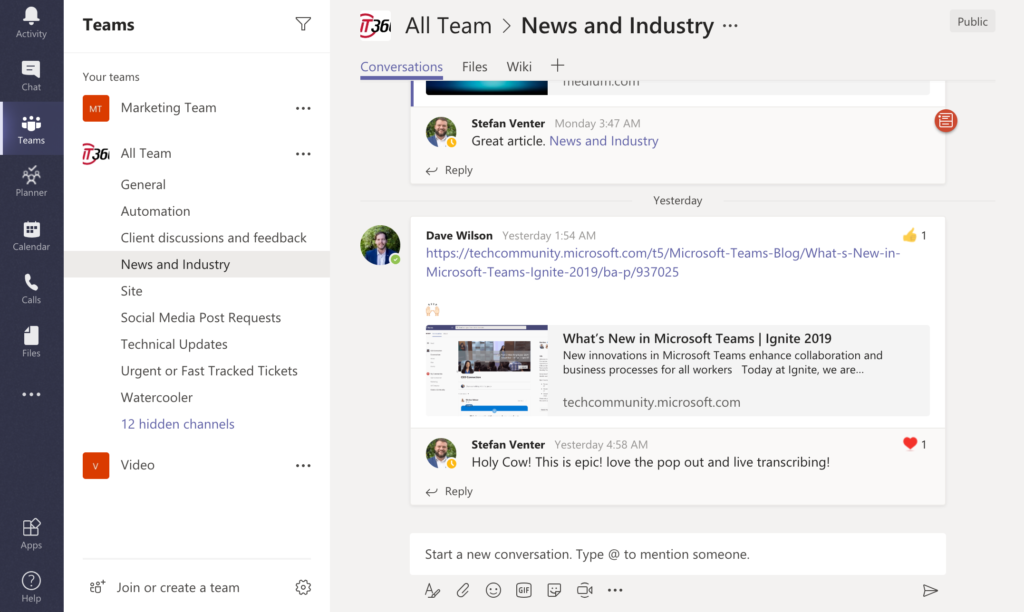 Activity
Chat
Teams
Planner
Calendar
Calls
Files
Apps
Help
Teams
Your teams
MT
Marketing Team
iT36
All Team
General
Automation
Client discussions and feedback
News and Industry
Site
Social Media Post Requests
Technical Updates
Urgent or Fast Tracked Tickets
Watercooler
12 hidden channels
V
Video
Join or create a team
iT36
All Team > News and Industry
Public
Conversations Files Wiki
medium.com
Stefan Venter Monday 3:47 AM
Great article. News and Industry
Reply
Yesterday
Dave Wilson Yesterday 1:54 AM 1
https://techcommunity.microsoft.com/t5/Microsoft-Teams-Blog/What-s-New-in-
Microsoft-Teams-Ignite-2019/ba-p/937025
What's New in Microsoft Teams | Ignite 2019
New innovations in Microsoft Teams enhance collaboration and
business processes for all workers Today at Ignite, we are...
techcommunity.microsoft.com
Stefan Venter Yesterday 4:58 AM 1
Holy Cow! This is epic! love the pop out and live transcribing!
Reply
Start a new conversation. Type @ to mention someone.
GIF